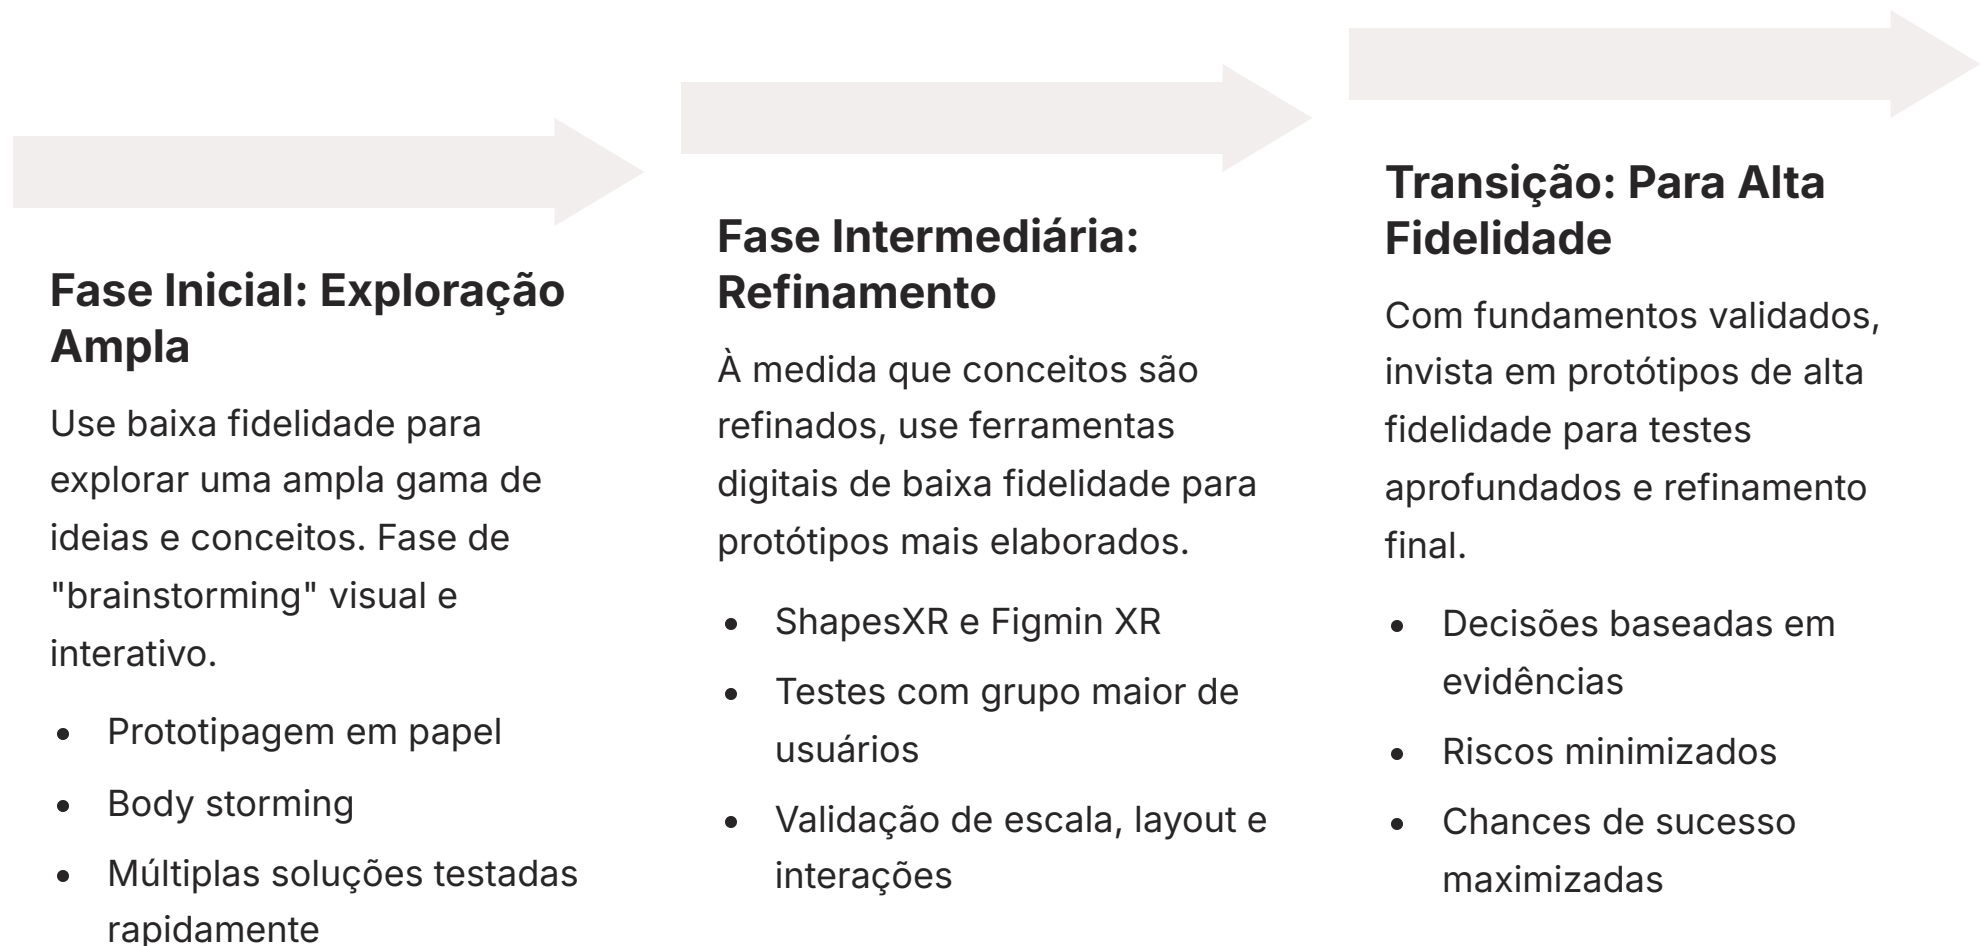 Fase Inicial: Exploração
Ampla
Use baixa fidelidade para
explorar uma ampla gama de
ideias e conceitos. Fase de
"brainstorming" visual e
interativo.
• Prototipagem em papel
• Body storming
• Múltiplas soluções testadas
rapidamente
Fase Intermediária:
Refinamento
À medida que conceitos são
refinados, use ferramentas
digitais de baixa fidelidade para
protótipos mais elaborados.
• ShapesXR e Figmin XR
• Testes com grupo maior de
usuários
• Validação de escala, layout e
interações
Transição: Para Alta
Fidelidade
Com fundamentos validados,
invista em protótipos de alta
fidelidade para testes
aprofundados e refinamento
final.
• Decisões baseadas em
evidências
• Riscos minimizados
• Chances de sucesso
maximizadas